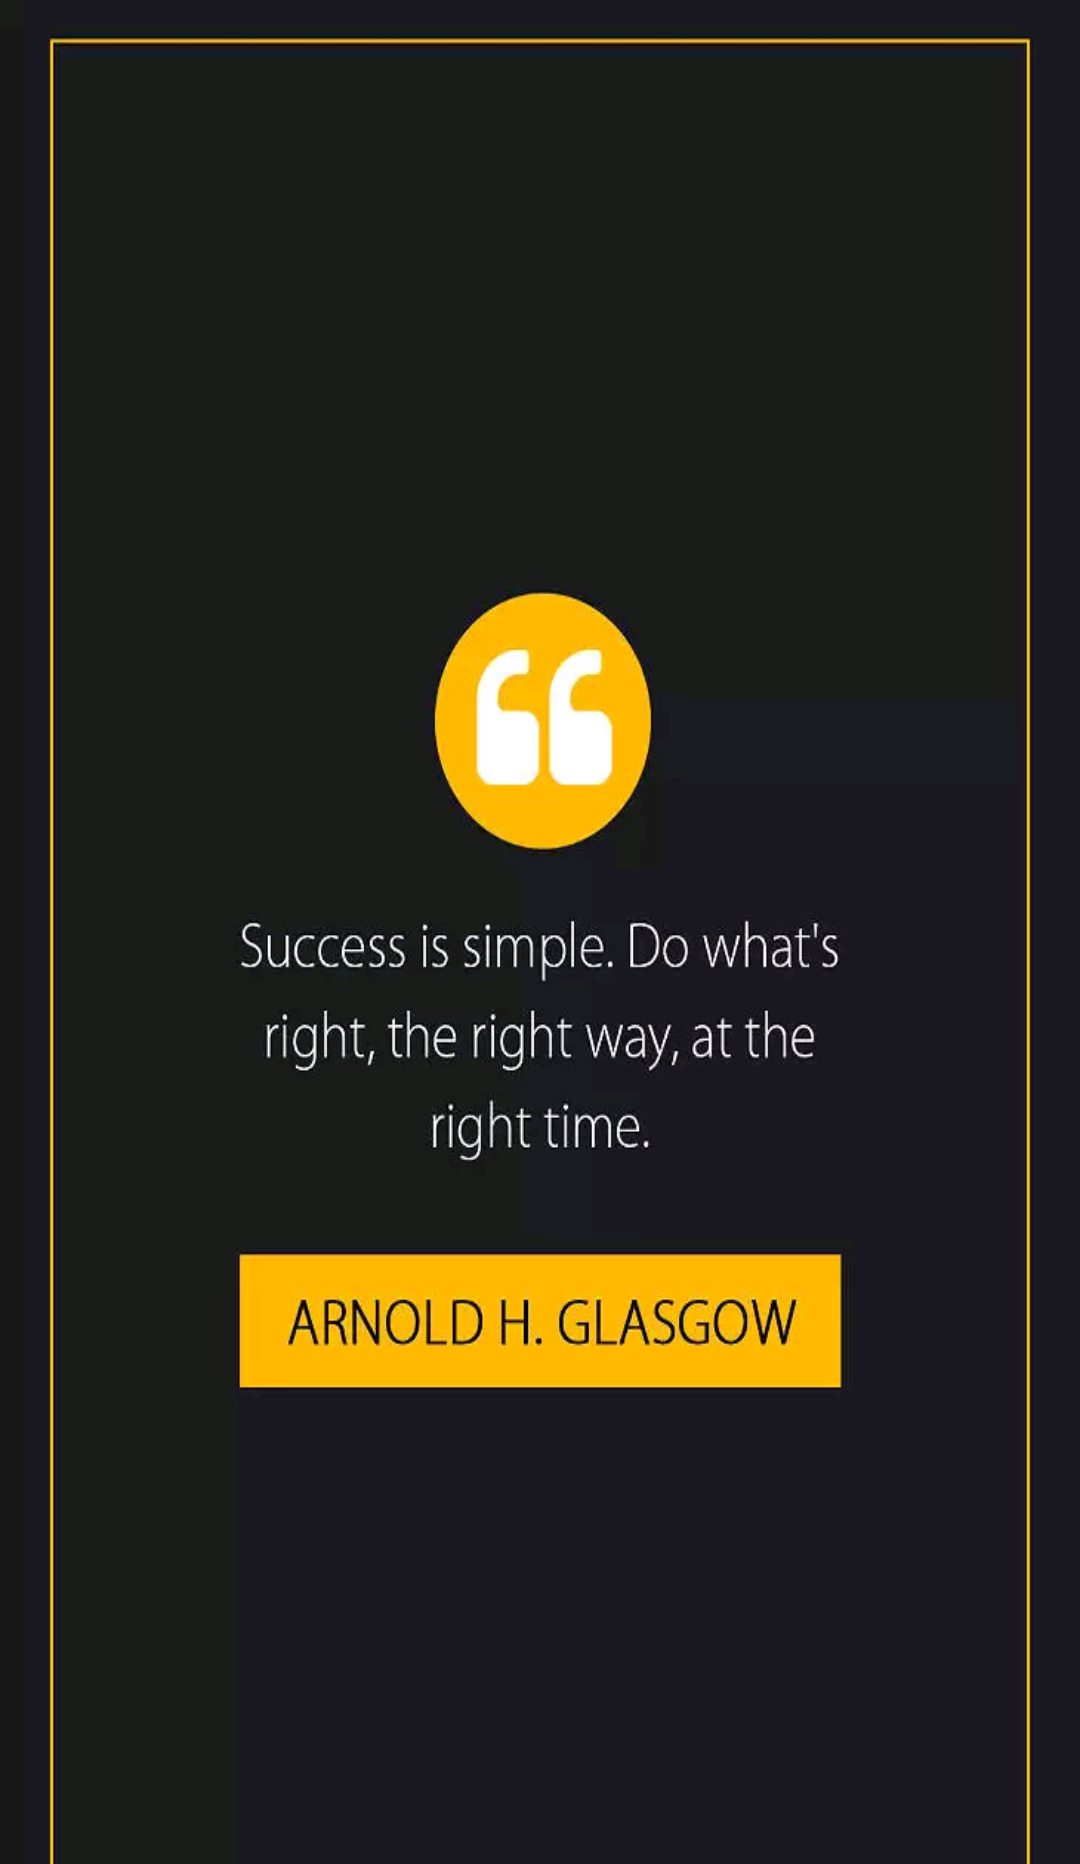 Success is simple. Do what's
right, the right way, at the
right time.
ARNOLD H. GLASGOW